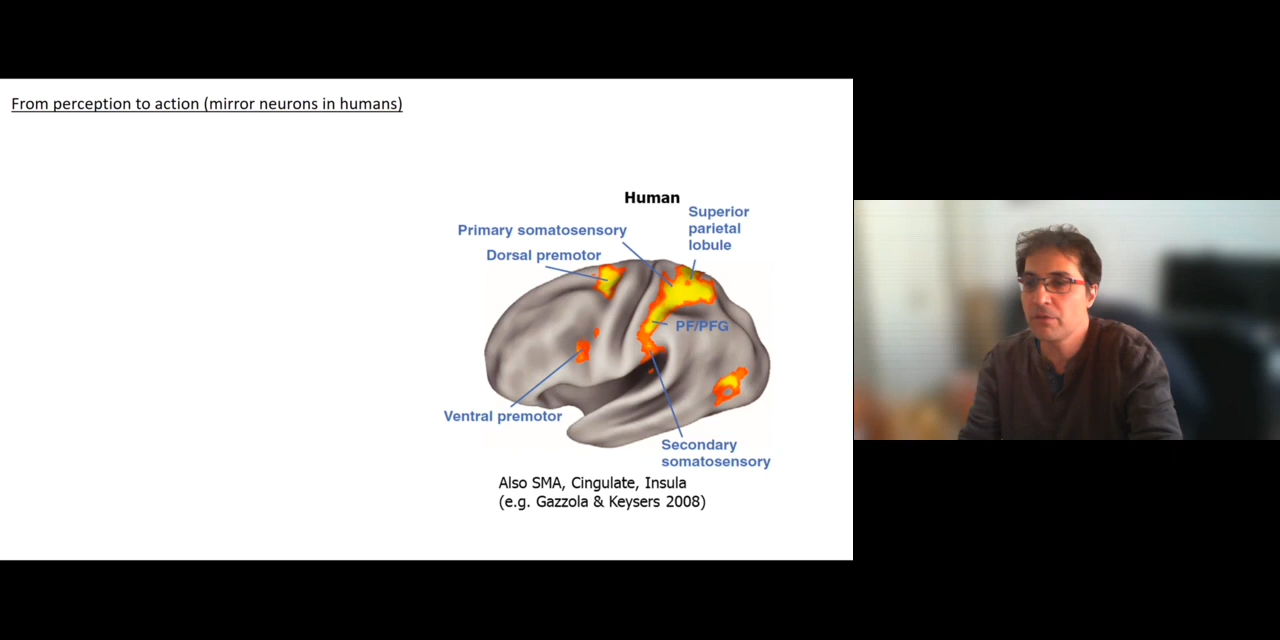 From perception to action (mirror neurons in humans)
Human
Superior
parietal
lobule
Primary somatosensory
Dorsal premotor
PF/PFG
Ventral premotor
Secondary
somatosensory
Also SMA, Cingulate, Insula
(e.g. Gazzola & Keysers 2008)